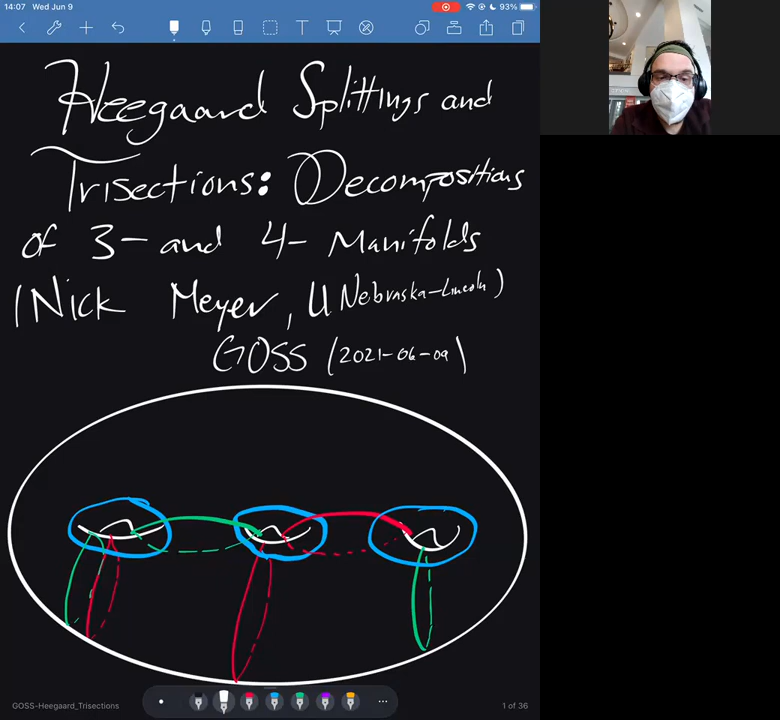 14:07 Wed Jun 9
93%
Heegaard Splittings and
Trisections: Decompositions
of 3- and 4- Manifolds
(Nick Meyer, U Nebraska-Lincoln)
GOSS (2021-06-09)
GOSS-Heegaard_Trisections
1 of 36